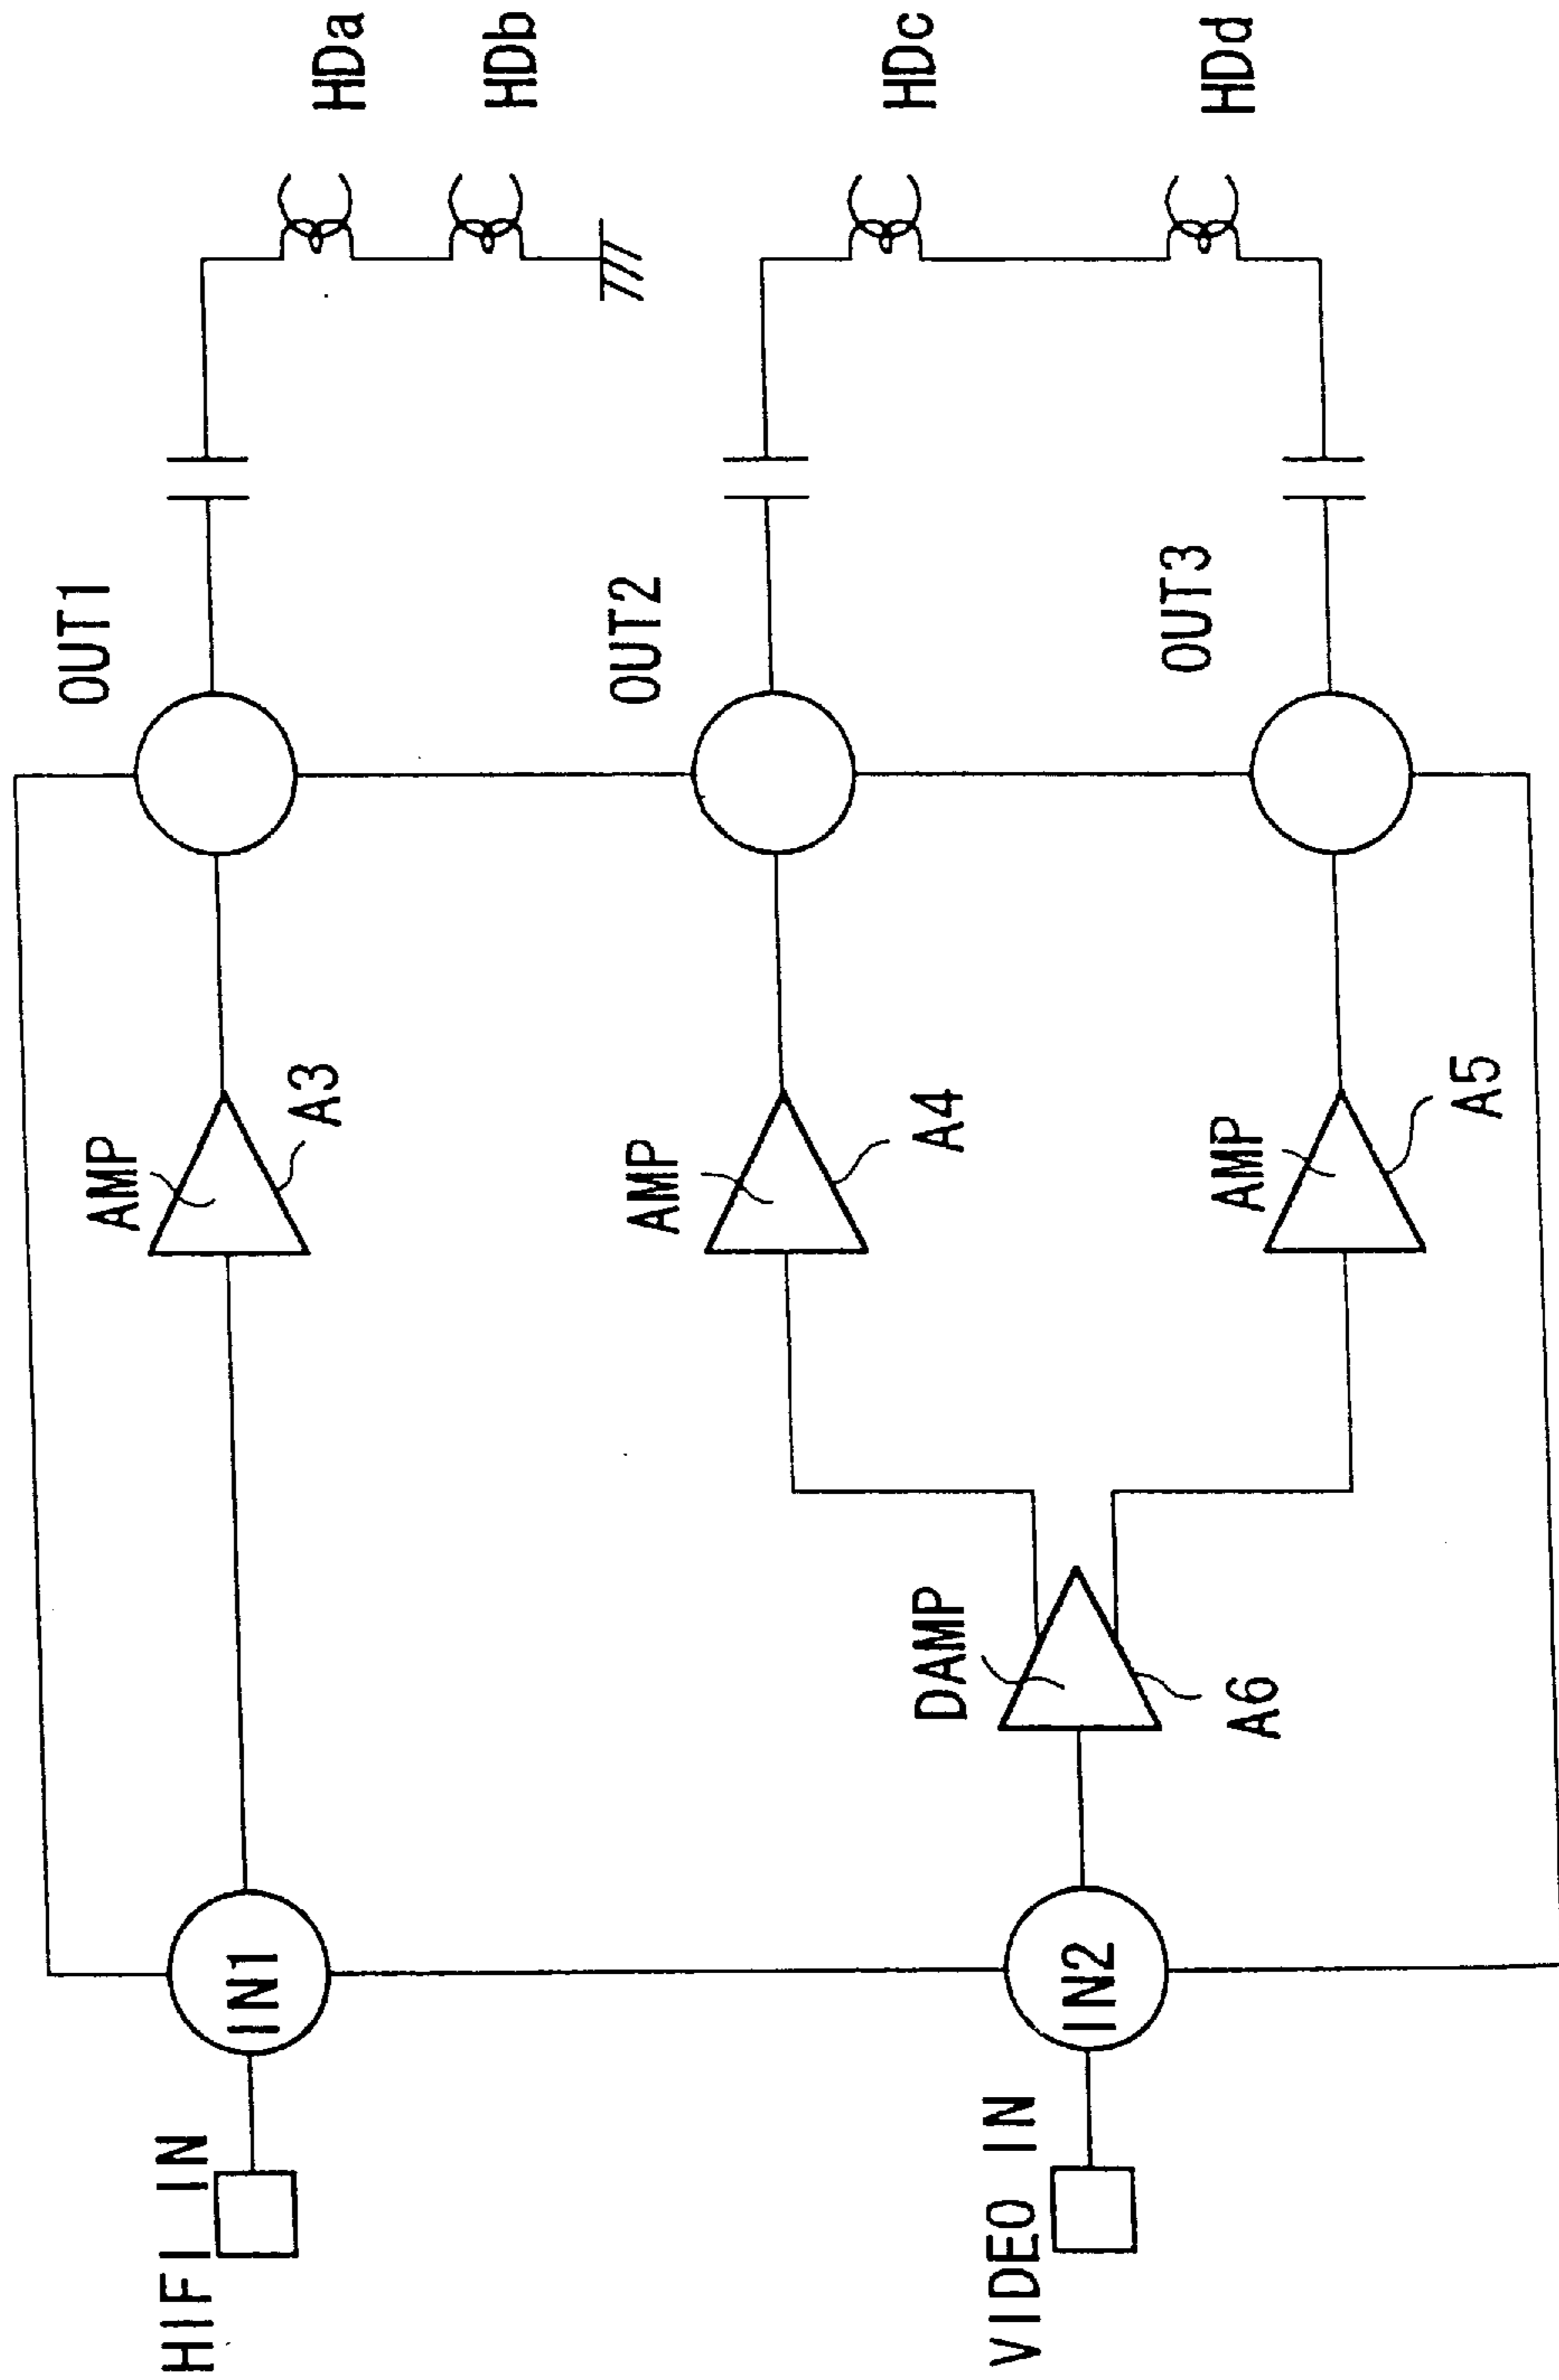 HIFI IN
IN1
AMP
A3
OUT1
HDa
HDb
VIDEO IN
IN2
DAMP
A6
AMP
A4
OUT2
HDc
AMP
A5
OUT3
HDd